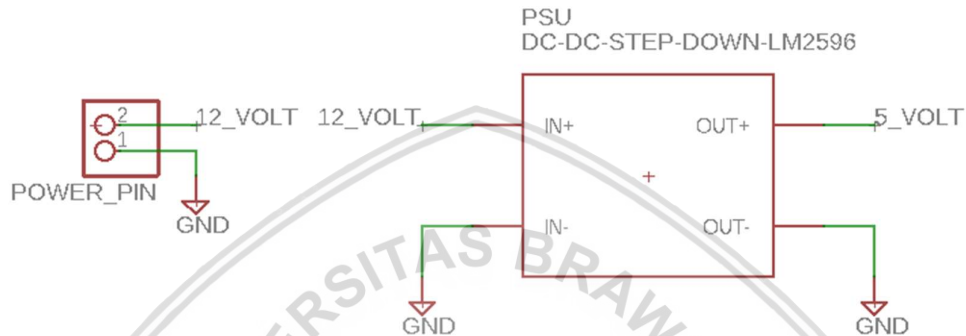 PSU
DC-DC-STEP-DOWN-LM2596
2 12_VOLT 12_VOLT IN+ OUT+ 5_VOLT
1
POWER_PIN
GND
IN- OUT-
GND GND
ERSITAS BRAW